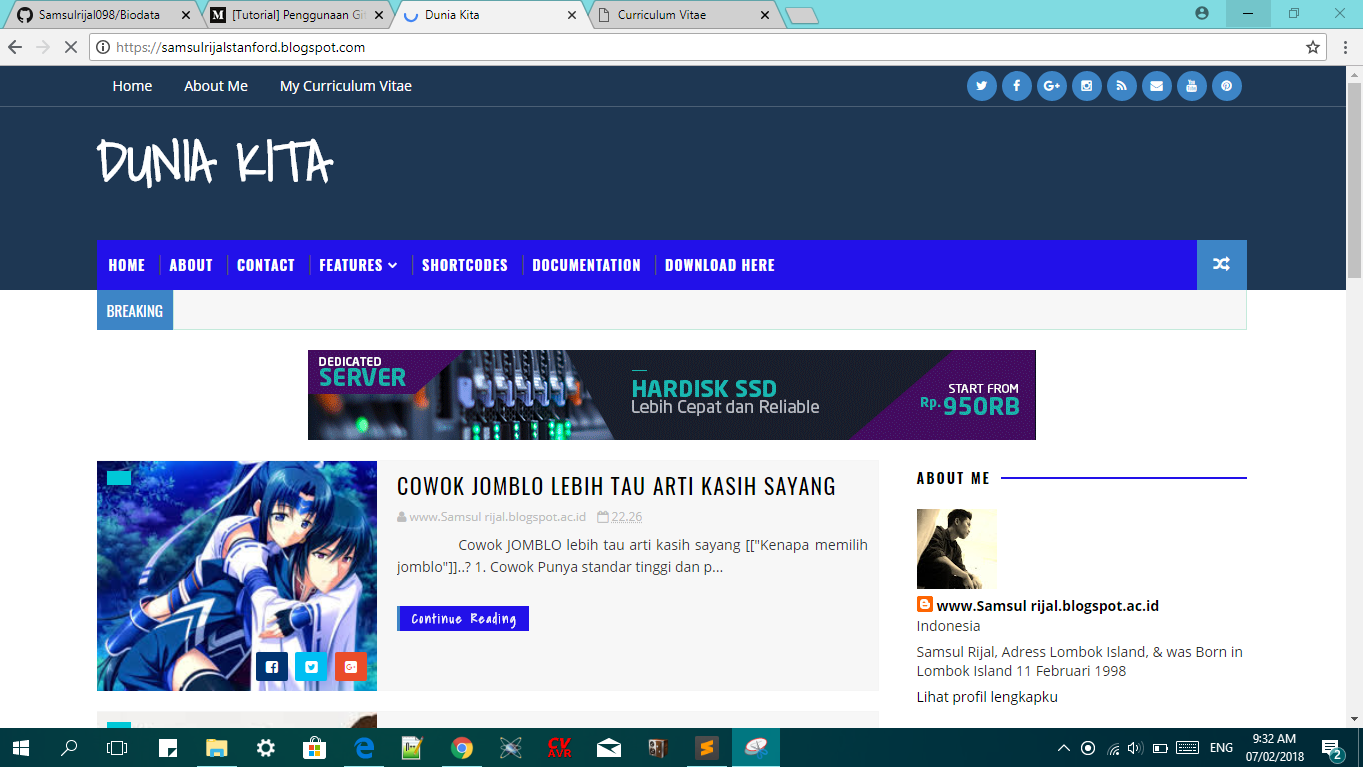 Samsulrijal098/Biodata
[Tutorial] Penggunaan Git
Dunia Kita
Curriculum Vitae
https://samsulrijalstanford.blogspot.com
Home
About Me
My Curriculum Vitae
DUNIA KITA
HOME
ABOUT
CONTACT
FEATURES
SHORTCODES
DOCUMENTATION
DOWNLOAD HERE
BREAKING
DEDICATED
SERVER
HARDISK SSD
Lebih Cepat dan Reliable
START FROM
Rp. 950RB
COWOK JOMBLO LEBIH TAU ARTI KASIH SAYANG
www.Samsul rijal.blogspot.ac.id 22.26
Cowok JOMBLO lebih tau arti kasih sayang [["Kenapa memilih
jomblo"]]..? 1. Cowok Punya standar tinggi dan p...
Continue Reading
ABOUT ME
www.Samsul rijal.blogspot.ac.id
Indonesia
Samsul Rijal, Adress Lombok Island, & was Born in
Lombok Island 11 Februari 1998
Lihat profil lengkapku
CV
AVR
ENG
9:32 AM
07/02/2018
2